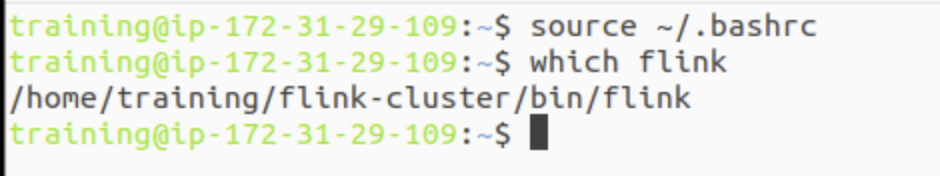 training@ip-172-31-29-109:~$ source ~/.bashrc
training@ip-172-31-29-109:~$ which flink
/home/training/flink-cluster/bin/flink
training@ip-172-31-29-109:~$